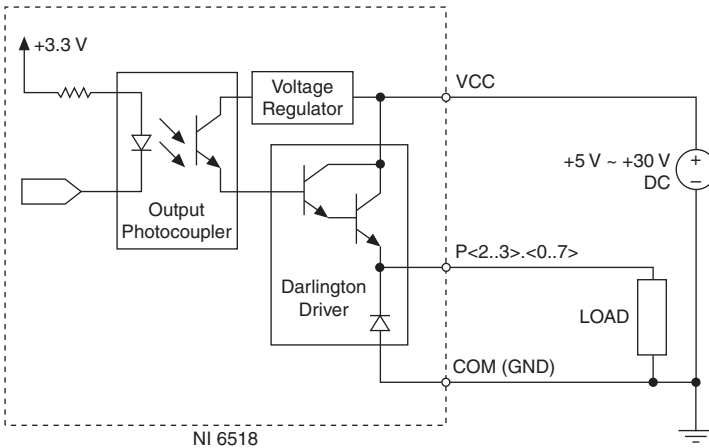 +3.3 V
Voltage
Regulator
VCC
+5 V ~ +30 V
DC
+
–
Output
Photocoupler
P<2..3>.<0..7>
Darlington
Driver
LOAD
COM (GND)
NI 6518